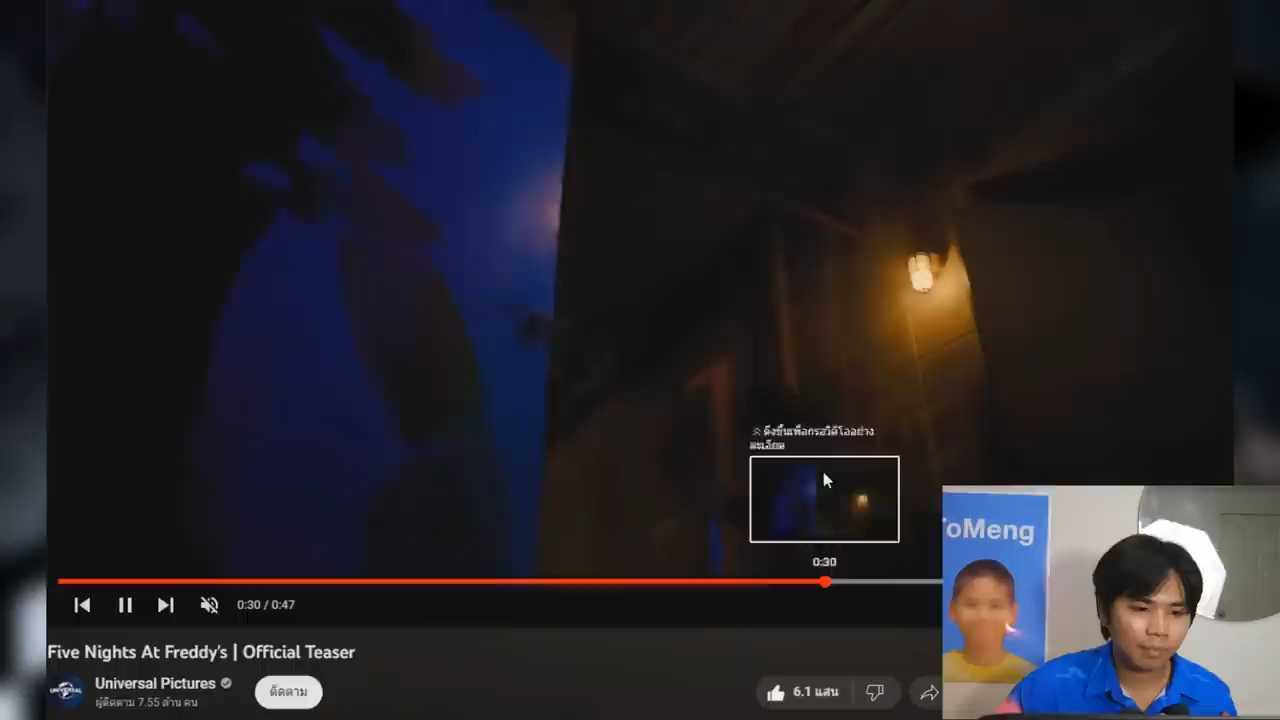 ดึงขึ้นเพื่อกรอวิดีโออย่าง
ละเอียด
0:30
0:30 / 0:47
Five Nights At Freddy's | Official Teaser
Universal Pictures
ผู้ติดตาม 7.55 ล้าน คน
ติดตาม
6.1 แสน
UNIVERSAL
ToMeng